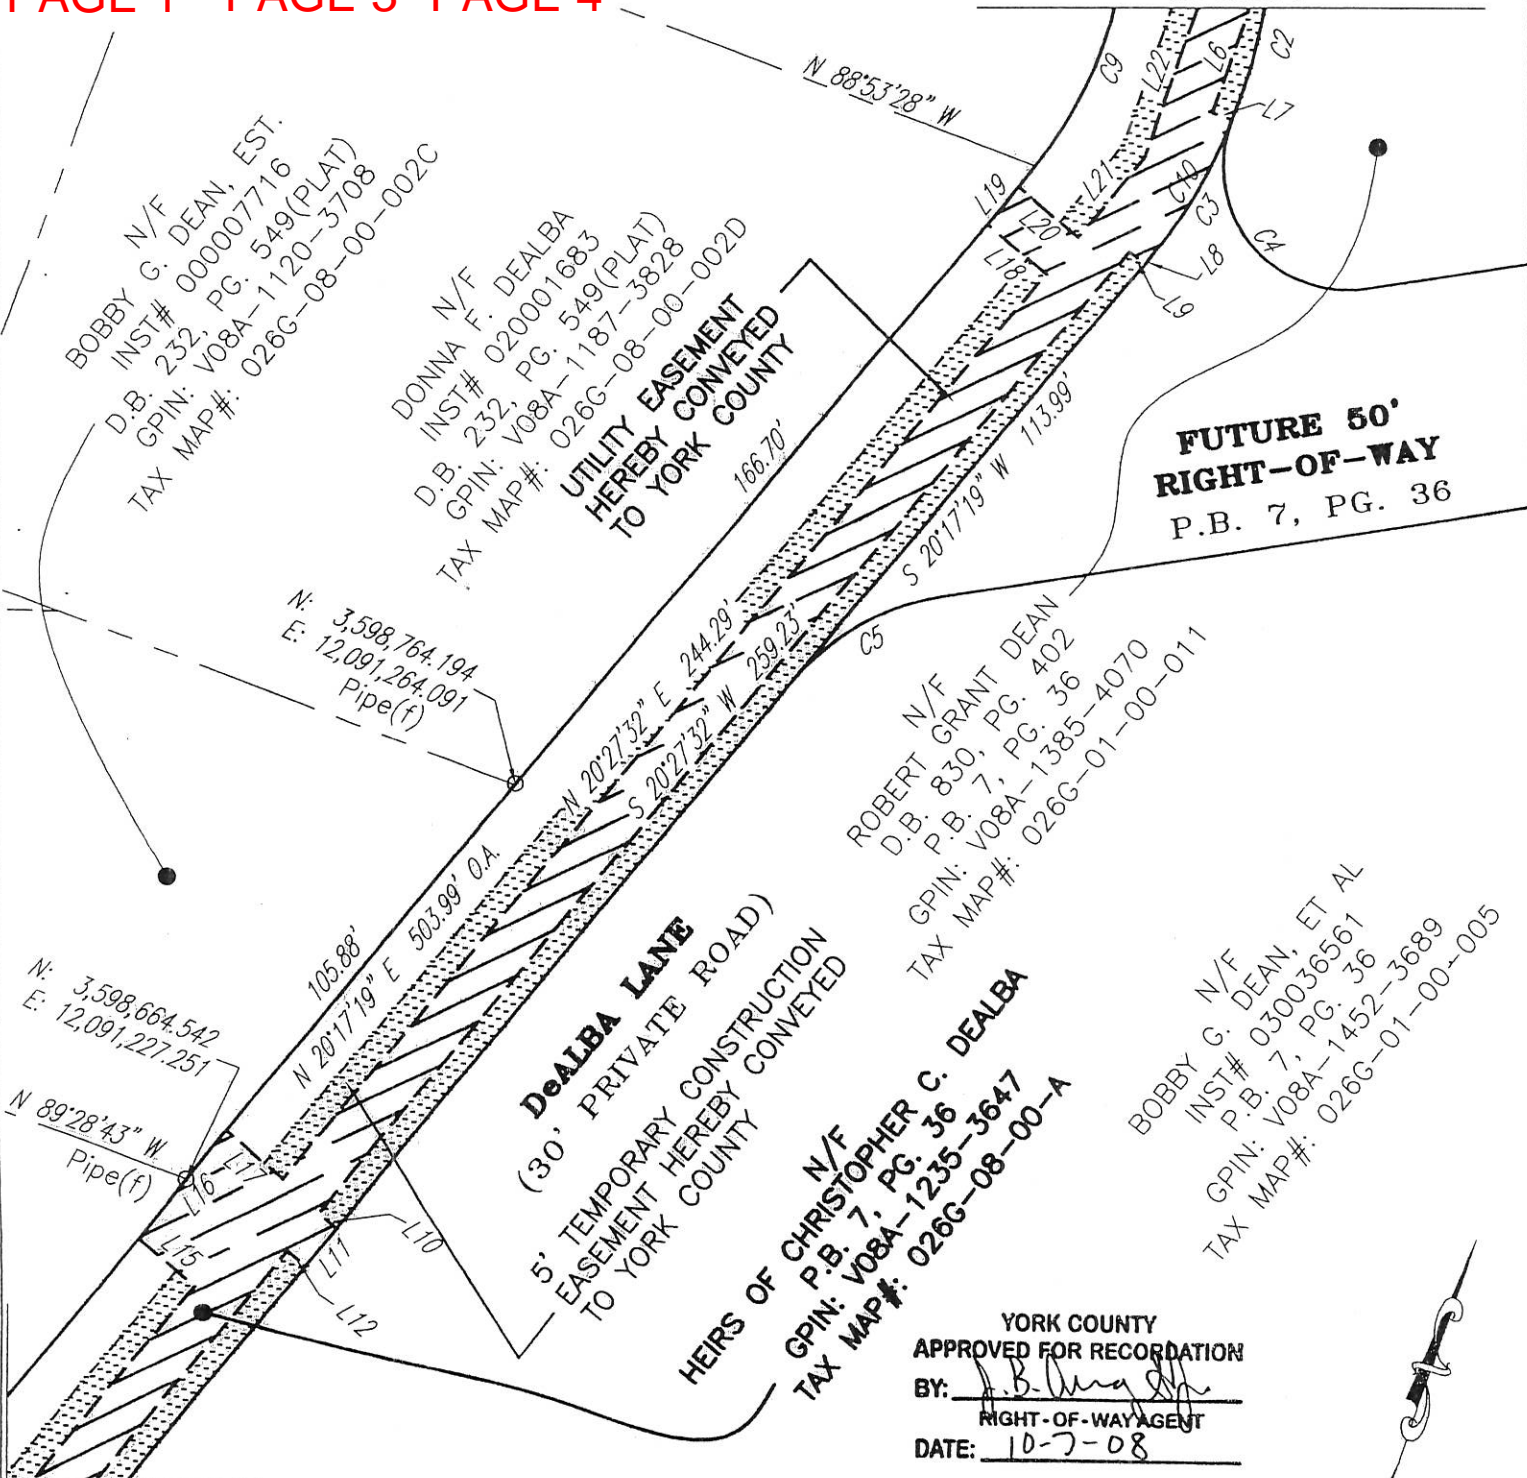 PAGE 3 PAGE 4
N 88°53'28" W
C9
L22
L6
C2
L7
L19
L20
L21
C10
C3
C4
L18
L8
L9
N/F
BOBBY G. DEAN, EST.
INST# 000007716
D.B. 232, PG. 549(PLAT)
GPIN: V08A-1120-3708
TAX MAP#: 026G-08-00-002C
N/F
DONNA F. DEALBA
INST# 020001683
D.B. 232, PG. 549(PLAT)
GPIN: V08A-1187-3828
TAX MAP#: 026G-08-00-002D
UTILITY EASEMENT
HEREBY CONVEYED
TO YORK COUNTY
166.70'
S 20°17'19" W 113.99'
FUTURE 50'
RIGHT-OF-WAY
P.B. 7, PG. 36
C5
N: 3,598,764.194
E: 12,091,264.091
Pipe(f)
N 20°27'32" E 244.29'
S 20°27'32" W 259.23'
N/F
ROBERT GRANT DEAN
D.B. 830, PG. 402
P.B. 7, PG. 36
GPIN: V08A-1385-4070
TAX MAP#: 026G-01-00-011
105.88'
N 20°17'19" E 503.99' O.A.
N: 3,598,664.542
E: 12,091,227.251
N 89°28'43" W
Pipe(f)
L17
L16
L15
L10
L11
L12
DeALBA LANE
(30' PRIVATE ROAD)
5' TEMPORARY CONSTRUCTION
EASEMENT HEREBY CONVEYED
TO YORK COUNTY
N/F
HEIRS OF CHRISTOPHER C. DEALBA
P.B. 7, PG. 36
GPIN: V08A-1235-3647
TAX MAP#: 026G-08-00-A
N/F
BOBBY G. DEAN, ET AL
INST# 030036561
P.B. 7, PG. 36
GPIN: V08A-1452-3689
TAX MAP#: 026G-01-00-005
YORK COUNTY
APPROVED FOR RECORDATION
BY:
RIGHT-OF-WAY AGENT
DATE: 10-7-08